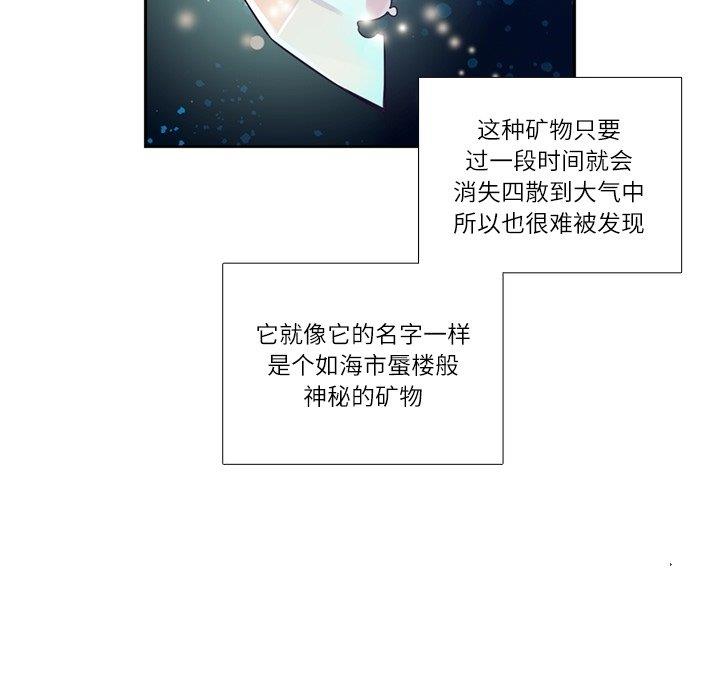 这种矿物只要
过一段时间就会
消失四散到大气中
所以也很难被发现
它就像它的名字一样
是个如海市蜃楼般
神秘的矿物